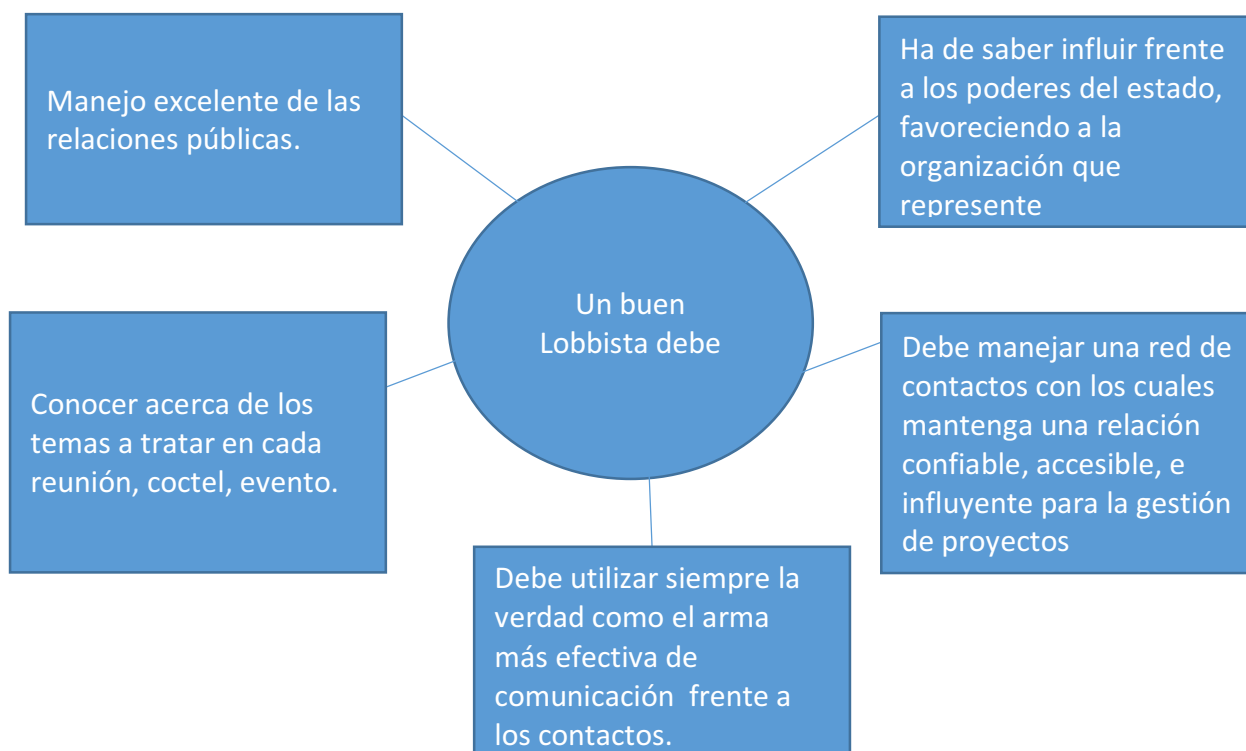 Manejo excelente de las
relaciones públicas.
Ha de saber influir frente
a los poderes del estado,
favoreciendo a la
organización que
represente
Un buen
Lobbista debe
Conocer acerca de los
temas a tratar en cada
reunión, coctel, evento.
Debe manejar una red de
contactos con los cuales
mantenga una relación
confiable, accesible, e
influyente para la gestión
de proyectos
Debe utilizar siempre la
verdad como el arma
más efectiva de
comunicación  frente a
los contactos.